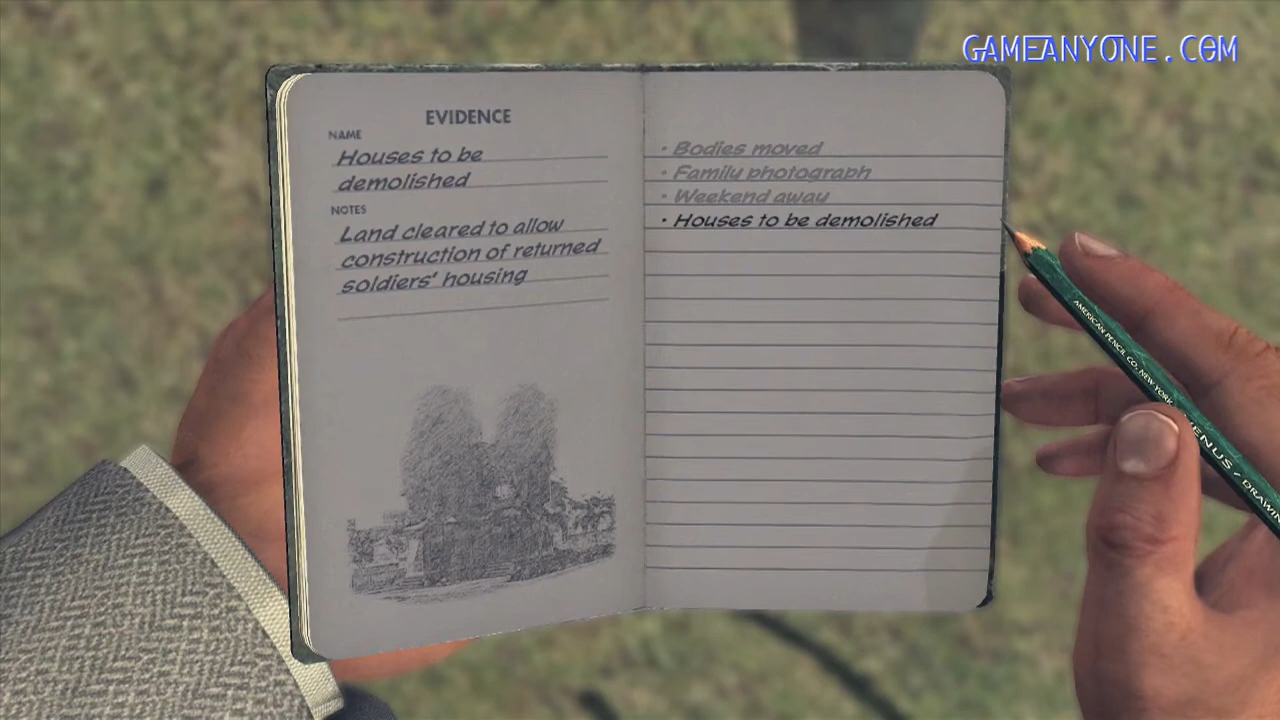 GAMEANYONE.COM
EVIDENCE
NAME
Houses to be
demolished
NOTES
Land cleared to allow
construction of returned
soldiers' housing
• Bodies moved
• Family photograph
• Weekend away
• Houses to be demolished
AMERICAN PENCIL CO. NEW YORK
VENUS / DRAWIN